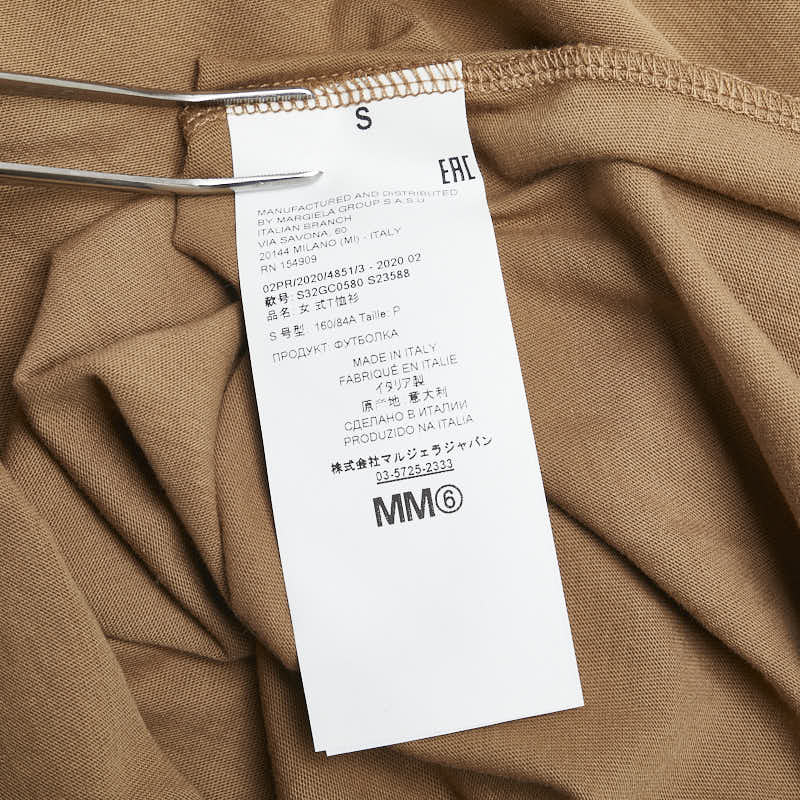 S
EAC
MANUFACTURED AND DISTRIBUTED
BY MARGIELA GROUP S.A.S.U
ITALIAN BRANCH
VIA SAVONA, 60
20144 MILANO (MI) - ITALY
RN 154909
02PR/2020/4851/3 - 2020 02
款号: S32GC0580 S23588
品名: 女 式T恤衫
S 号型: 160/84A Taille: P
ПРОДУКТ: ФУТБОЛКА
MADE IN ITALY
FABRIQUÉ EN ITALIE
イタリア製
原产地 意大利
СДЕЛАНО В ИТАЛИИ
PRODUZIDO NA ITALIA
株式会社マルジェラジャパン
03-5725-2333
MM⑥